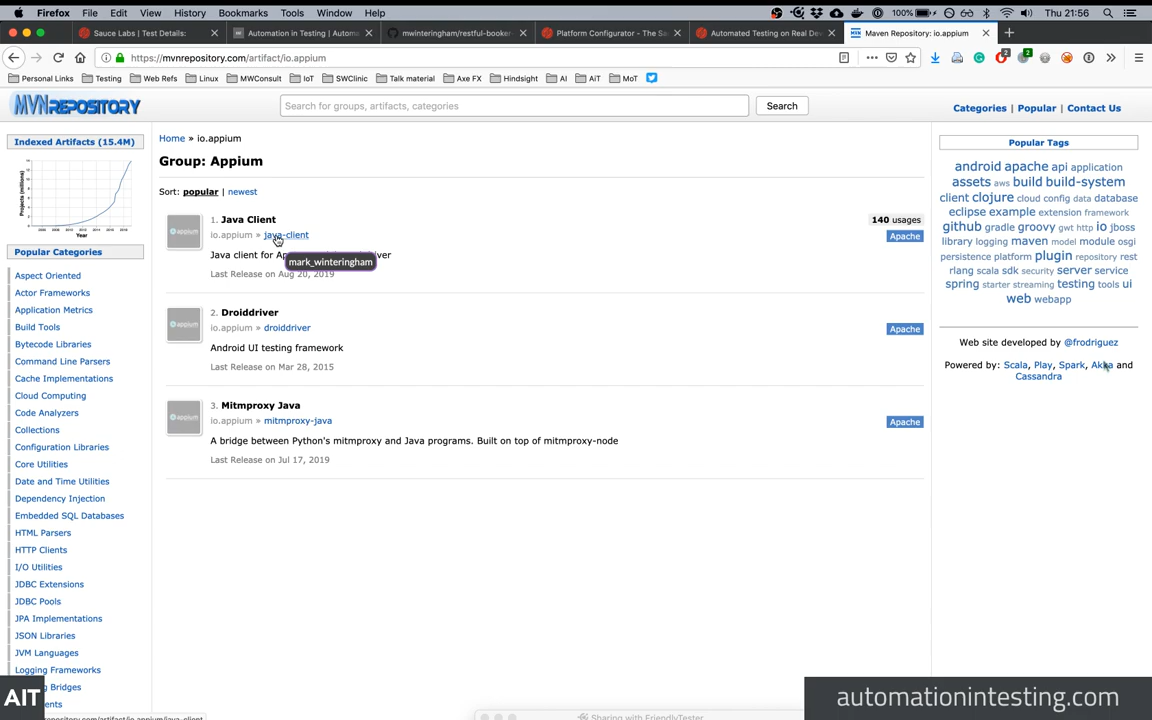 Firefox File Edit View History Bookmarks Tools Window Help 100% Thu 21:56
Sauce Labs | Test Details: Automation in Testing | Autom mwinteringham/restful-booker Platform Configurator - The Sa Automated Testing on Real De Maven Repository: io.appium
https://mvnrepository.com/artifact/io.appium
Personal Links Testing Web Refs Linux MWConsult IoT SWClinic Talk material Axe FX Hindsight AI AiT MoT
MVNREPOSITORY
Search for groups, artifacts, categories
Search
Categories | Popular | Contact Us
Indexed Artifacts (15.4M)
Projects (millions)
Year
Popular Categories
Aspect Oriented
Actor Frameworks
Application Metrics
Build Tools
Bytecode Libraries
Command Line Parsers
Cache Implementations
Cloud Computing
Code Analyzers
Collections
Configuration Libraries
Core Utilities
Date and Time Utilities
Dependency Injection
Embedded SQL Databases
HTML Parsers
HTTP Clients
I/O Utilities
JDBC Extensions
JDBC Pools
JPA Implementations
JSON Libraries
JVM Languages
Logging Frameworks
Bridges
Home » io.appium
Group: Appium
Sort: popular | newest
1. Java Client
140 usages
io.appium » java-client
Apache
Java client for
mark_winteringham
Last Release on Aug 20, 2019
2. Droiddriver
io.appium » droiddriver
Apache
Android UI testing framework
Last Release on Mar 28, 2015
3. Mitmproxy Java
io.appium » mitmproxy-java
Apache
A bridge between Python's mitmproxy and Java programs. Built on top of mitmproxy-node
Last Release on Jul 17, 2019
Popular Tags
android apache api application
assets aws build build-system
client clojure cloud config data database
eclipse example extension framework
github gradle groovy gwt http io jboss
library logging maven model module osgi
persistence platform plugin repository rest
rlang scala sdk security server service
spring starter streaming testing tools ui
web webapp
Web site developed by @frodriguez
Powered by: Scala, Play, Spark, Akka and
Cassandra
AiT
Sharing with FriendlyTester
automationintesting.com